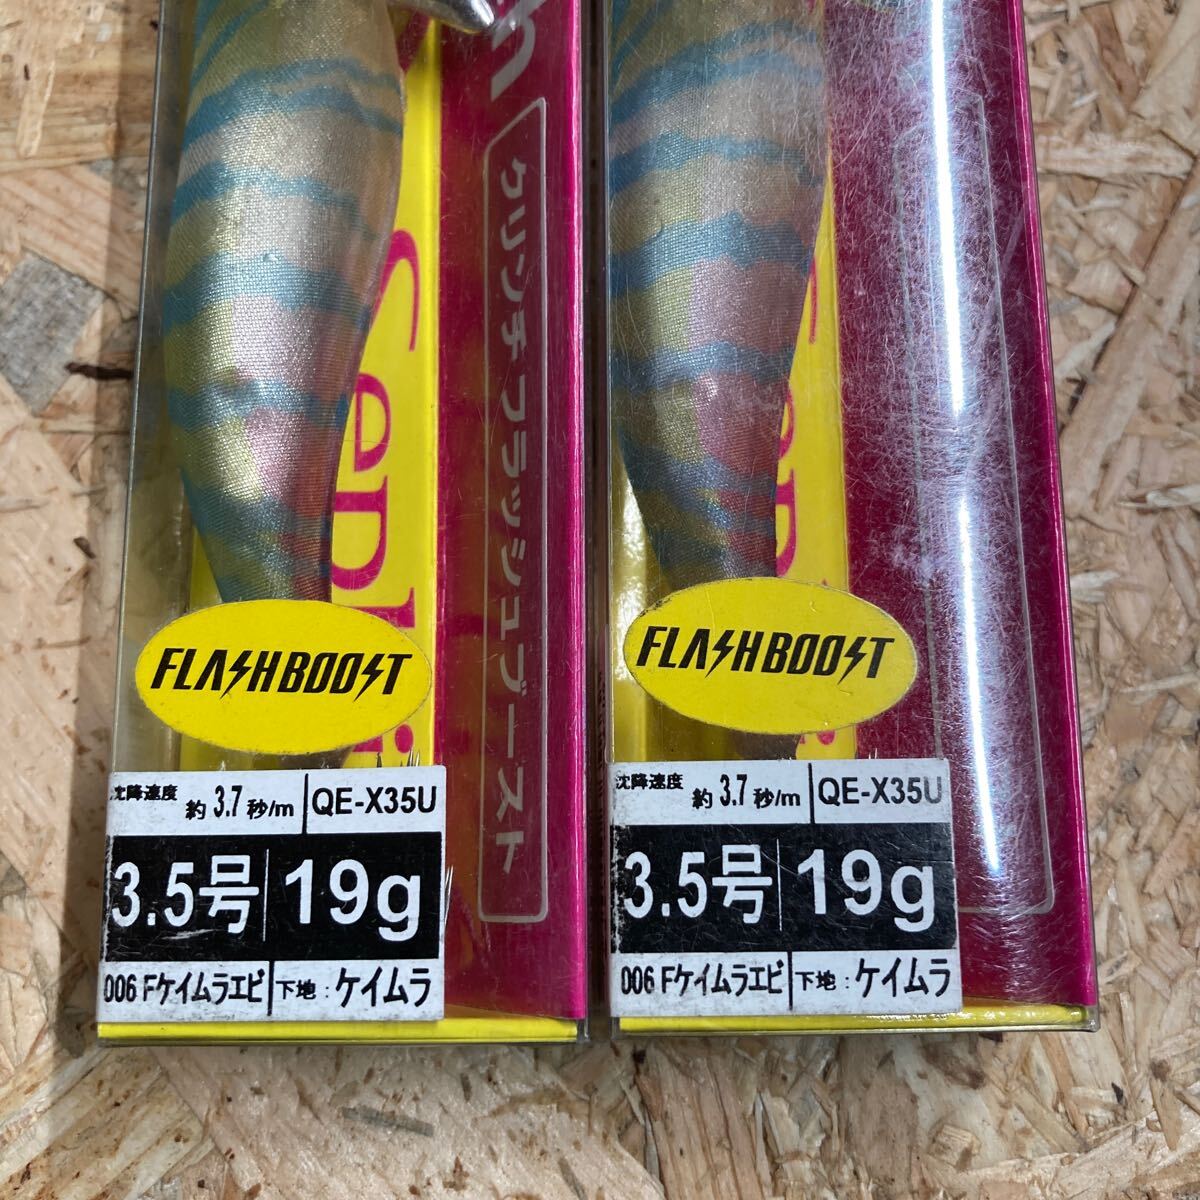 ch
クリンチ フラッシュブースト
Sephi
FLASHBOOST
沈降速度 約3.7秒/m QE-X35U
3.5号 19g
006 Fケイムラエビ 下地:ケイムラ
FLASHBOOST
沈降速度 約3.7秒/m QE-X35U
3.5号 19g
006 Fケイムラエビ 下地:ケイムラ